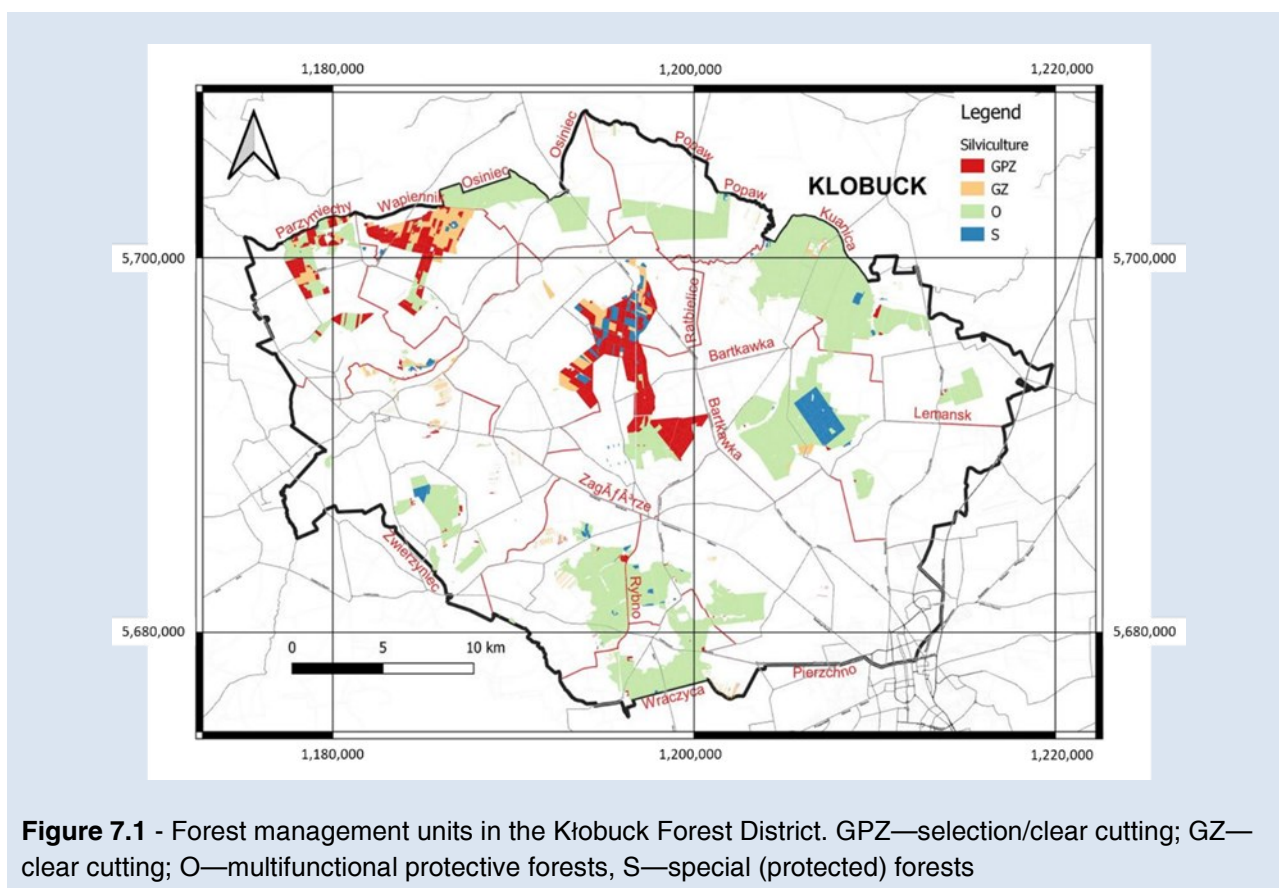 1,180,000
1,200,000
1,220,000
Legend
Silviculture
GPZ
GZ
O
S
KLOBUCK
Osiniec
Popaw
Popaw
Osiniec
Wapiennik
Parzymiechy
Kuanica
5,700,000
5,700,000
Ratbielice
Bartkawka
Bartkawka
Lemansk
ZagÃƒÂ³rze
Zwierzyniec
Rybno
5,680,000
5,680,000
0 5 10 km
Pierzchno
Wraczyca
1,180,000
1,200,000
1,220,000
Figure 7.1 - Forest management units in the Kłobuck Forest District. GPZ—selection/clear cutting; GZ—
clear cutting; O—multifunctional protective forests, S—special (protected) forests